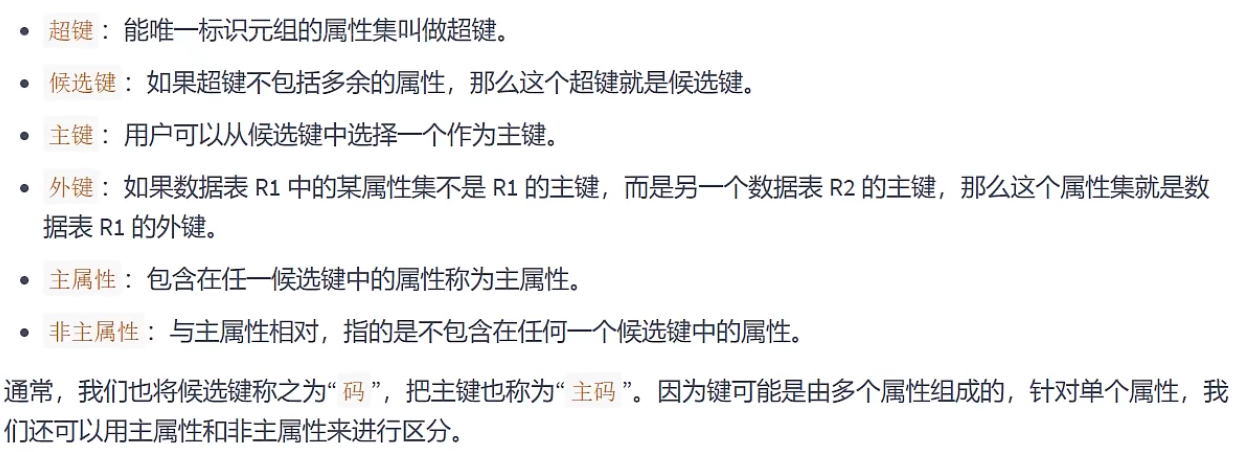 • 超键：能唯一标识元组的属性集叫做超键。
• 候选键：如果超键不包括多余的属性，那么这个超键就是候选键。
• 主键：用户可以从候选键中选择一个作为主键。
• 外键：如果数据表 R1 中的某属性集不是 R1 的主键，而是另一个数据表 R2 的主键，那么这个属性集就是数
据表 R1 的外键。
• 主属性：包含在任一候选键中的属性称为主属性。
• 非主属性：与主属性相对，指的是不包含在任何一个候选键中的属性。
通常，我们也将候选键称之为“码”，把主键也称为“主码”。因为键可能是由多个属性组成的，针对单个属性，我
们还可以用主属性和非主属性来进行区分。